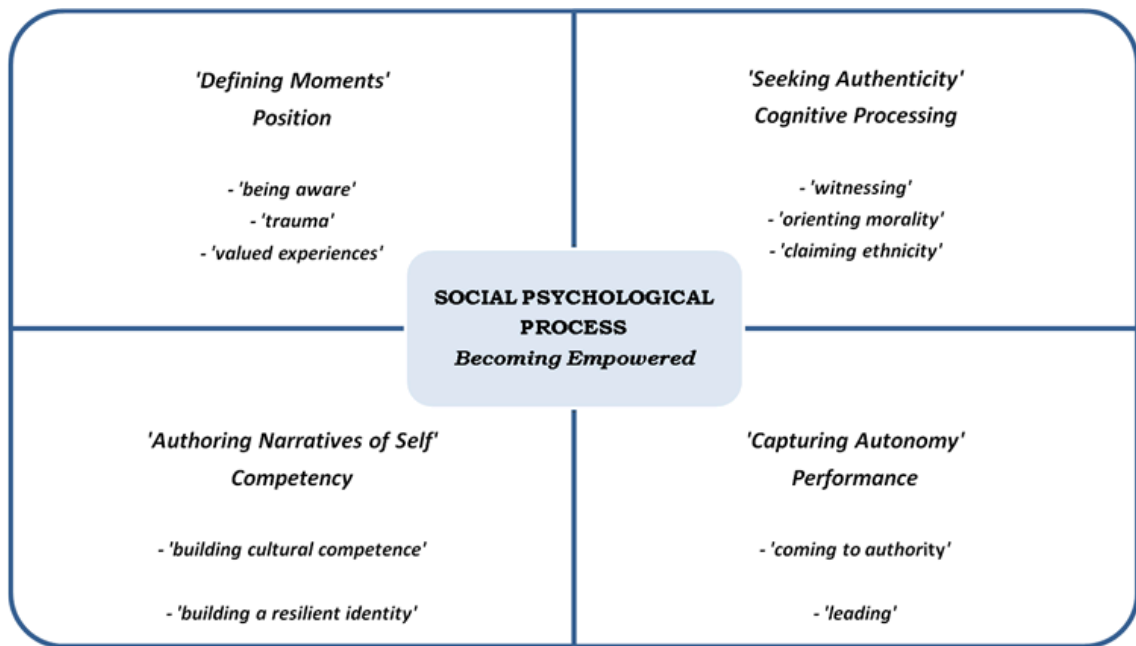 'Defining Moments'
Position
- 'being aware'
- 'trauma'
- 'valued experiences'
'Seeking Authenticity'
Cognitive Processing
- 'witnessing'
- 'orienting morality'
- 'claiming ethnicity'
SOCIAL PSYCHOLOGICAL
PROCESS
Becoming Empowered
'Authoring Narratives of Self'
Competency
- 'building cultural competence'
- 'building a resilient identity'
'Capturing Autonomy'
Performance
- 'coming to authority'
- 'leading'